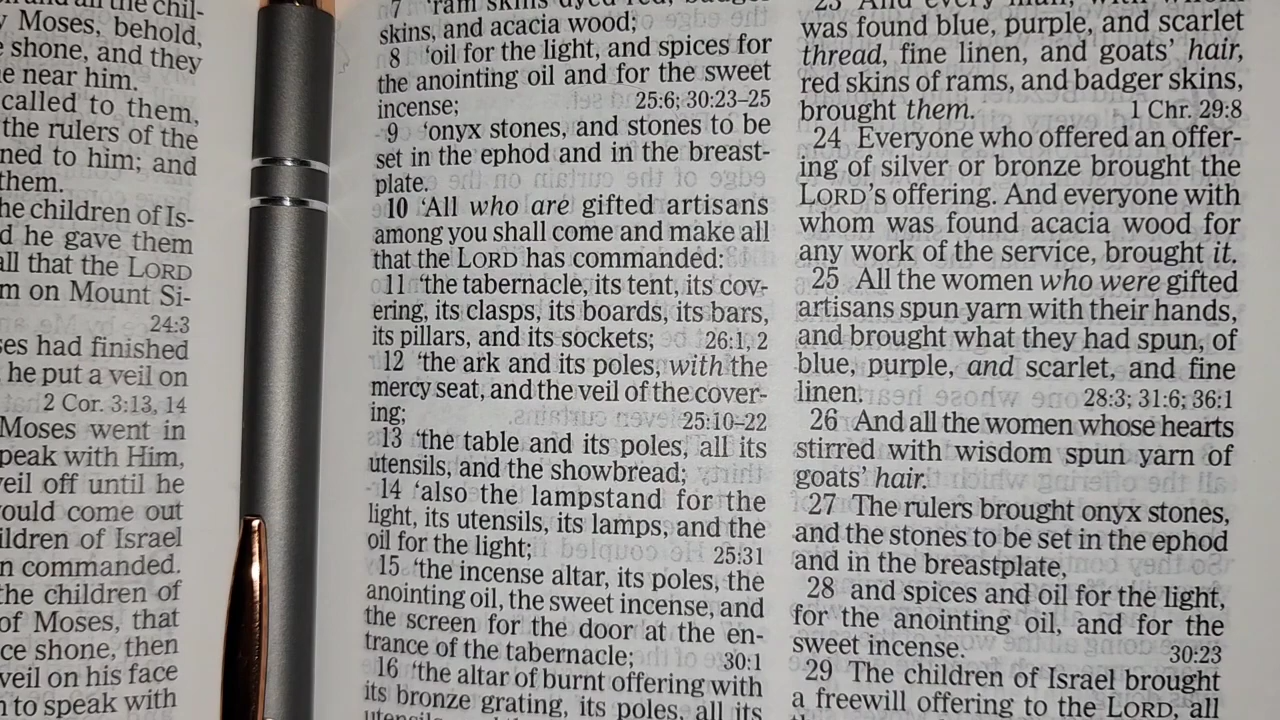 Moses, behold,
shone, and they
near him.
called to them,
the rulers of the
to him; and
them.
children of Is-
he gave them
all that the LORD
on Mount Si-
24:3
had finished
he put a veil on
2 Cor. 3:13, 14
Moses went in
speak with Him,
veil off until he
would come out
children of Israel
commanded.
the children of
of Moses, that
shone, then
veil on his face
to speak with
7 'ram skins dyed red, badger
skins, and acacia wood;
8 'oil for the light, and spices for
the anointing oil and for the sweet
incense; 25:6; 30:23–25
9 'onyx stones, and stones to be
set in the ephod and in the breast-
plate.
10 'All who are gifted artisans
among you shall come and make all
that the LORD has commanded:
11 'the tabernacle, its tent, its cov-
ering, its clasps, its boards, its bars,
its pillars, and its sockets; 26:1, 2
12 'the ark and its poles, with the
mercy seat, and the veil of the cover-
ing; 25:10–22
13 'the table and its poles, all its
utensils, and the showbread;
14 'also the lampstand for the
light, its utensils, its lamps, and the
oil for the light; 25:31
15 'the incense altar, its poles, the
anointing oil, the sweet incense, and
the screen for the door at the en-
trance of the tabernacle; 30:1
16 'the altar of burnt offering with
its bronze grating, its poles, all its
23 And every man, with whom
was found blue, purple, and scarlet
thread, fine linen, and goats' hair,
red skins of rams, and badger skins,
brought them. 1 Chr. 29:8
24 Everyone who offered an offer-
ing of silver or bronze brought the
LORD'S offering. And everyone with
whom was found acacia wood for
any work of the service, brought it.
25 All the women who were gifted
artisans spun yarn with their hands,
and brought what they had spun, of
blue, purple, and scarlet, and fine
linen. 28:3; 31:6; 36:1
26 And all the women whose hearts
stirred with wisdom spun yarn of
goats' hair.
27 The rulers brought onyx stones,
and the stones to be set in the ephod
and in the breastplate,
28 and spices and oil for the light,
for the anointing oil, and for the
sweet incense. 30:23
29 The children of Israel brought
a freewill offering to the LORD, all